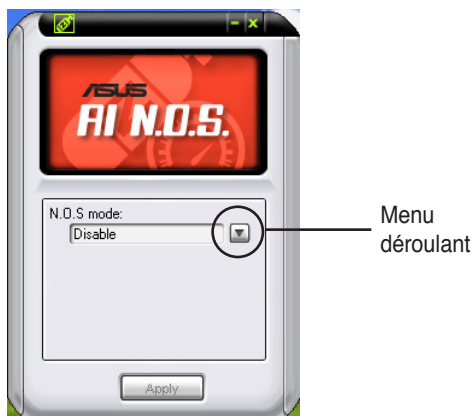 ASUS
AI N.O.S.
N.O.S mode:
Disable
Menu
déroulant
Apply